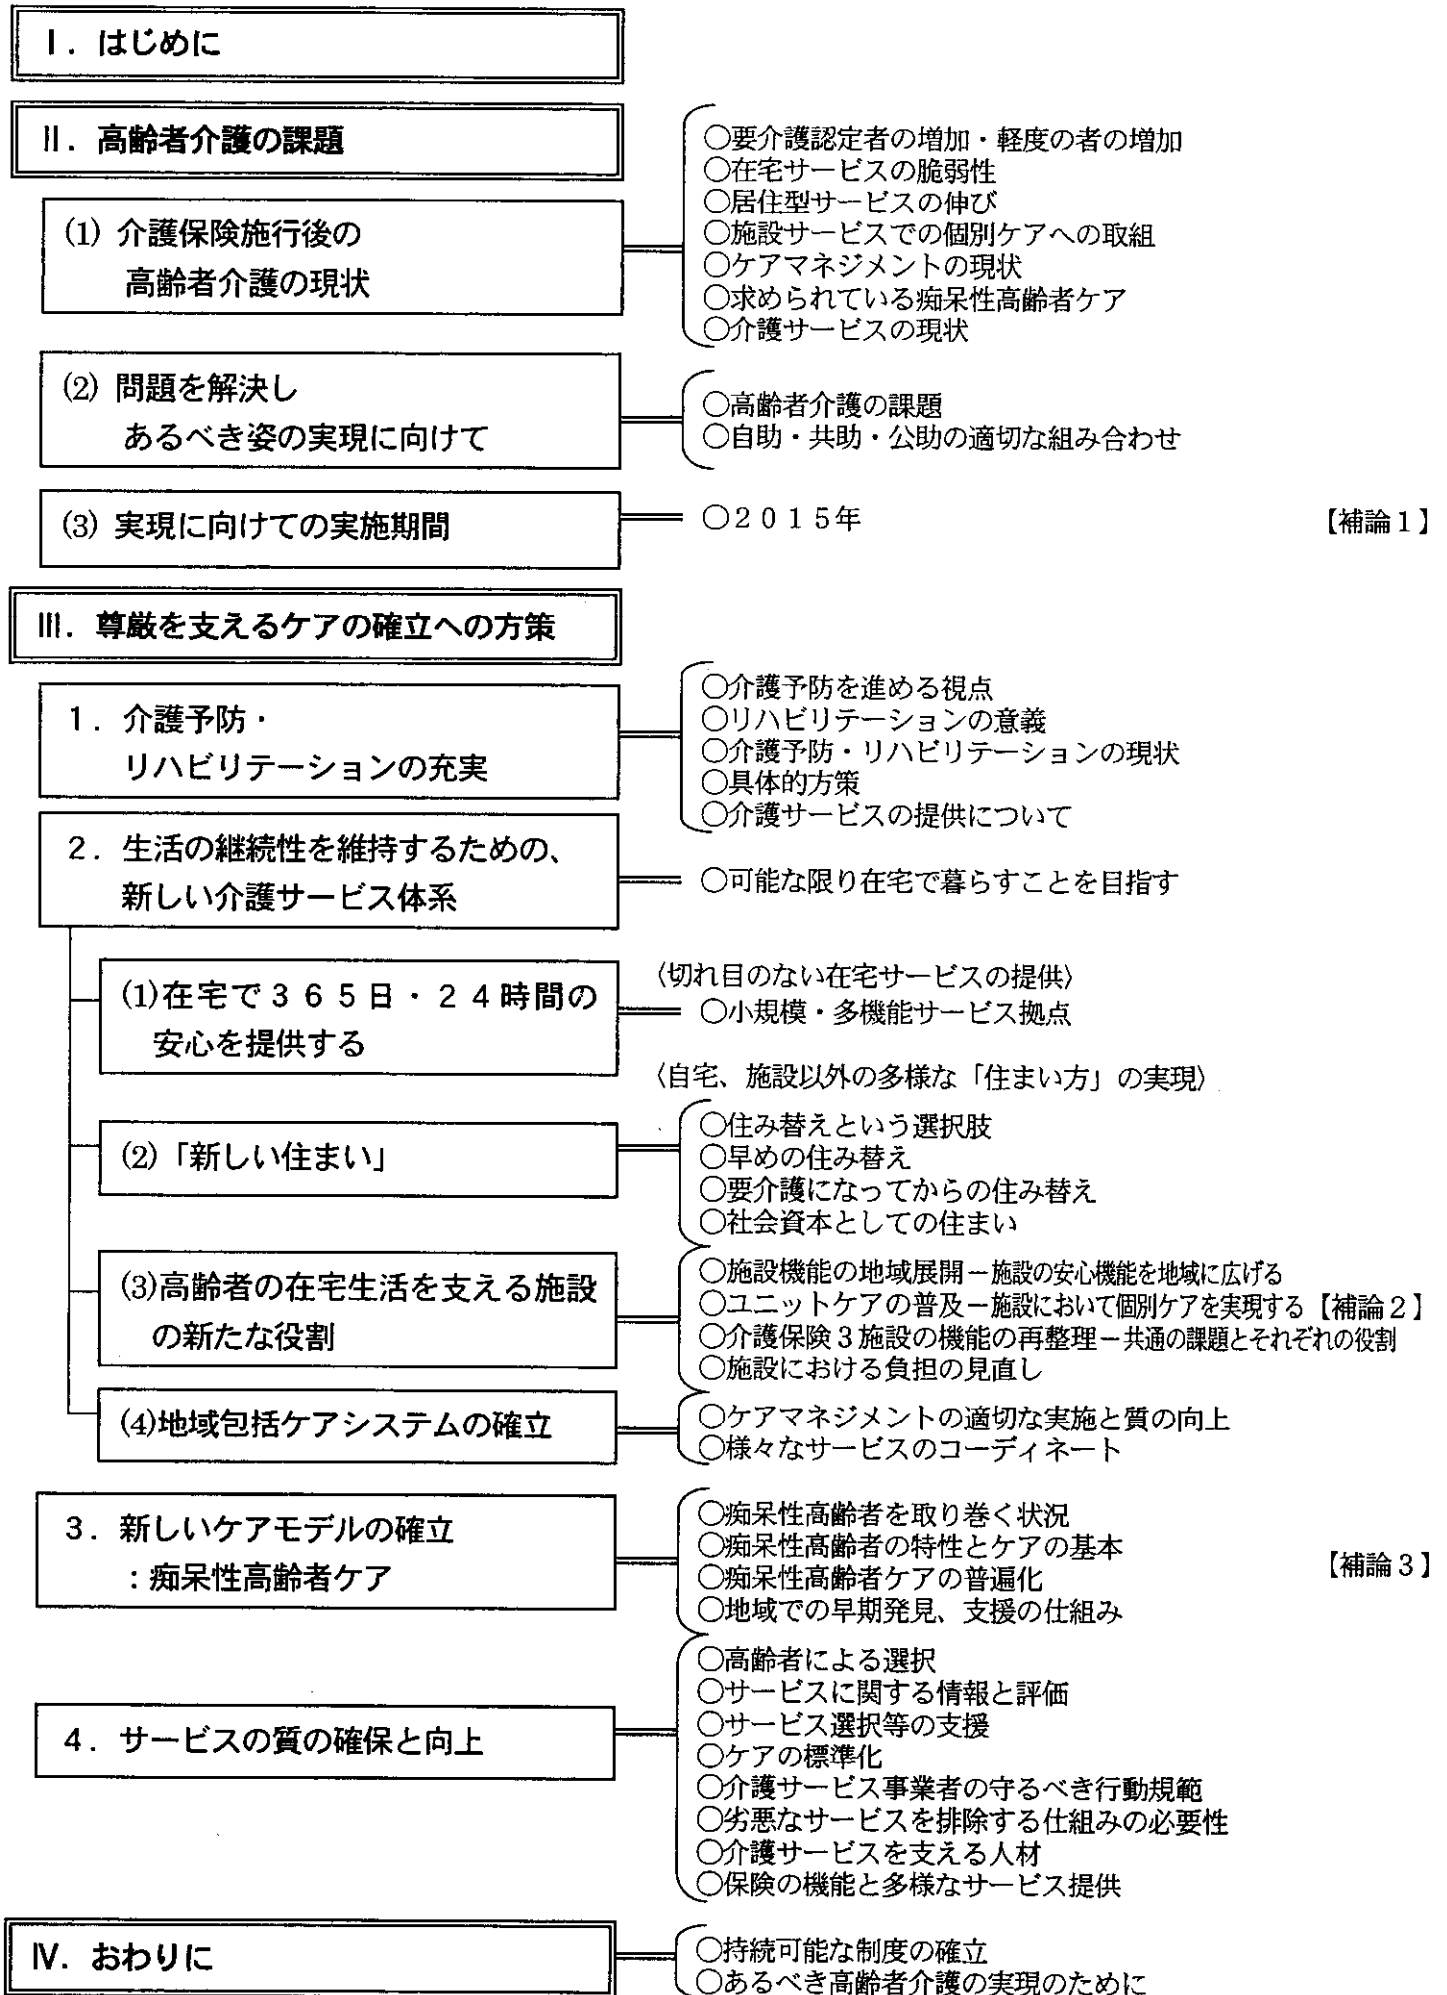 Ⅰ．はじめに
Ⅱ．高齢者介護の課題
(1) 介護保険施行後の
高齢者介護の現状
○要介護認定者の増加・軽度の者の増加
○在宅サービスの脆弱性
○居住型サービスの伸び
○施設サービスでの個別ケアへの取組
○ケアマネジメントの現状
○求められている痴呆性高齢者ケア
○介護サービスの現状
(2) 問題を解決し
あるべき姿の実現に向けて
○高齢者介護の課題
○自助・共助・公助の適切な組み合わせ
(3) 実現に向けての実施期間
○２０１５年
【補論１】
Ⅲ．尊厳を支えるケアの確立への方策
１．介護予防・
リハビリテーションの充実
○介護予防を進める視点
○リハビリテーションの意義
○介護予防・リハビリテーションの現状
○具体的方策
○介護サービスの提供について
２．生活の継続性を維持するための、
新しい介護サービス体系
○可能な限り在宅で暮らすことを目指す
(1)在宅で３６５日・２４時間の
安心を提供する
〈切れ目のない在宅サービスの提供〉
○小規模・多機能サービス拠点
〈自宅、施設以外の多様な「住まい方」の実現〉
(2)「新しい住まい」
○住み替えという選択肢
○早めの住み替え
○要介護になってからの住み替え
○社会資本としての住まい
(3)高齢者の在宅生活を支える施設
の新たな役割
○施設機能の地域展開－施設の安心機能を地域に広げる
○ユニットケアの普及－施設において個別ケアを実現する【補論２】
○介護保険３施設の機能の再整理－共通の課題とそれぞれの役割
○施設における負担の見直し
(4)地域包括ケアシステムの確立
○ケアマネジメントの適切な実施と質の向上
○様々なサービスのコーディネート
３．新しいケアモデルの確立
：痴呆性高齢者ケア
○痴呆性高齢者を取り巻く状況
○痴呆性高齢者の特性とケアの基本
○痴呆性高齢者ケアの普遍化
○地域での早期発見、支援の仕組み
【補論３】
４．サービスの質の確保と向上
○高齢者による選択
○サービスに関する情報と評価
○サービス選択等の支援
○ケアの標準化
○介護サービス事業者の守るべき行動規範
○劣悪なサービスを排除する仕組みの必要性
○介護サービスを支える人材
○保険の機能と多様なサービス提供
Ⅳ．おわりに
○持続可能な制度の確立
○あるべき高齢者介護の実現のために